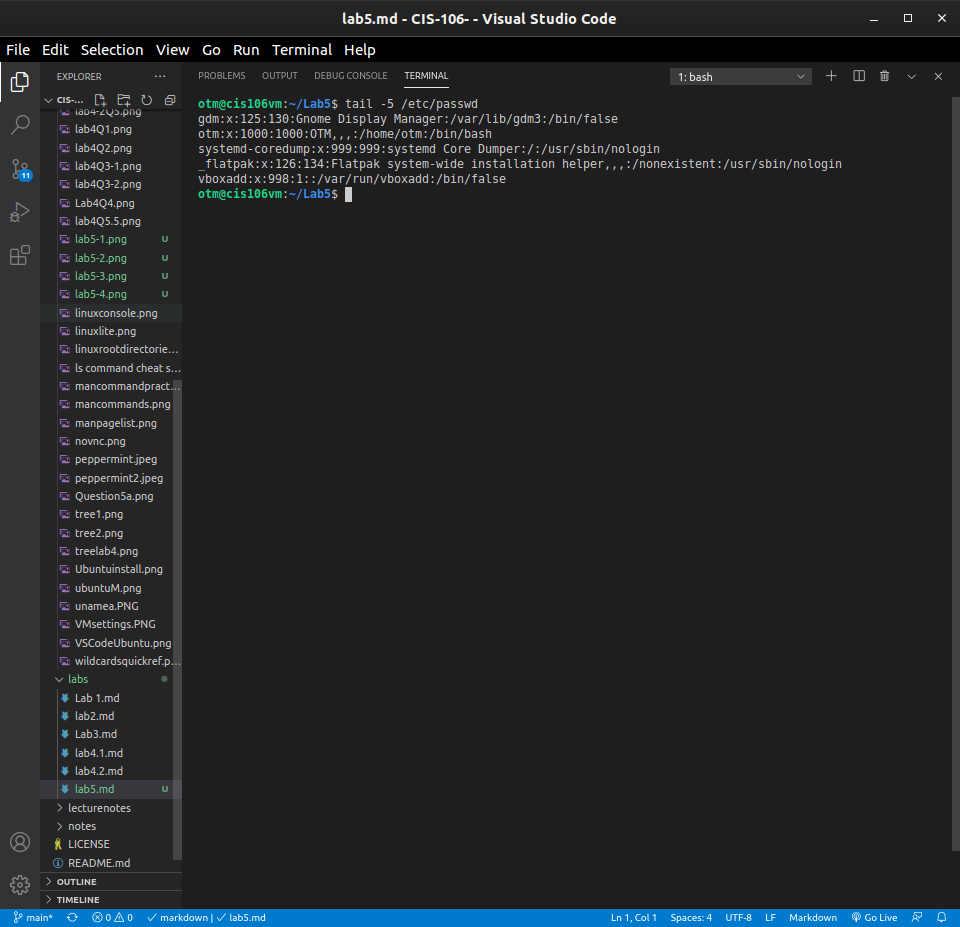 lab5.md - CIS-106- - Visual Studio Code
File Edit Selection View Go Run Terminal Help
EXPLORER
CIS-...
lab4-2Q5.png
lab4Q1.png
lab4Q2.png
lab4Q3-1.png
lab4Q3-2.png
Lab4Q4.png
lab4Q5.5.png
lab5-1.png U
lab5-2.png U
lab5-3.png U
lab5-4.png U
linuxconsole.png
linuxlite.png
linuxrootdirectorie...
ls command cheat s...
mancommandpract...
mancommands.png
manpagelist.png
novnc.png
peppermint.jpeg
peppermint2.jpeg
Question5a.png
tree1.png
tree2.png
treelab4.png
Ubuntuinstall.png
ubuntuM.png
unamea.PNG
VMsettings.PNG
VSCodeUbuntu.png
wildcardsquickref.p...
labs
Lab 1.md
lab2.md
Lab3.md
lab4.1.md
lab4.2.md
lab5.md U
lecturenotes
notes
LICENSE
README.md
OUTLINE
TIMELINE
11
PROBLEMS OUTPUT DEBUG CONSOLE TERMINAL 1: bash
otm@cis106vm:~/Lab5$ tail -5 /etc/passwd
gdm:x:125:130:Gnome Display Manager:/var/lib/gdm3:/bin/false
otm:x:1000:1000:OTM,,,:/home/otm:/bin/bash
systemd-coredump:x:999:999:systemd Core Dumper:/:/usr/sbin/nologin
_flatpak:x:126:134:Flatpak system-wide installation helper,,,:/nonexistent:/usr/sbin/nologin
vboxadd:x:998:1::/var/run/vboxadd:/bin/false
otm@cis106vm:~/Lab5$
main* 0 0 markdown | lab5.md Ln 1, Col 1 Spaces: 4 UTF-8 LF Markdown Go Live